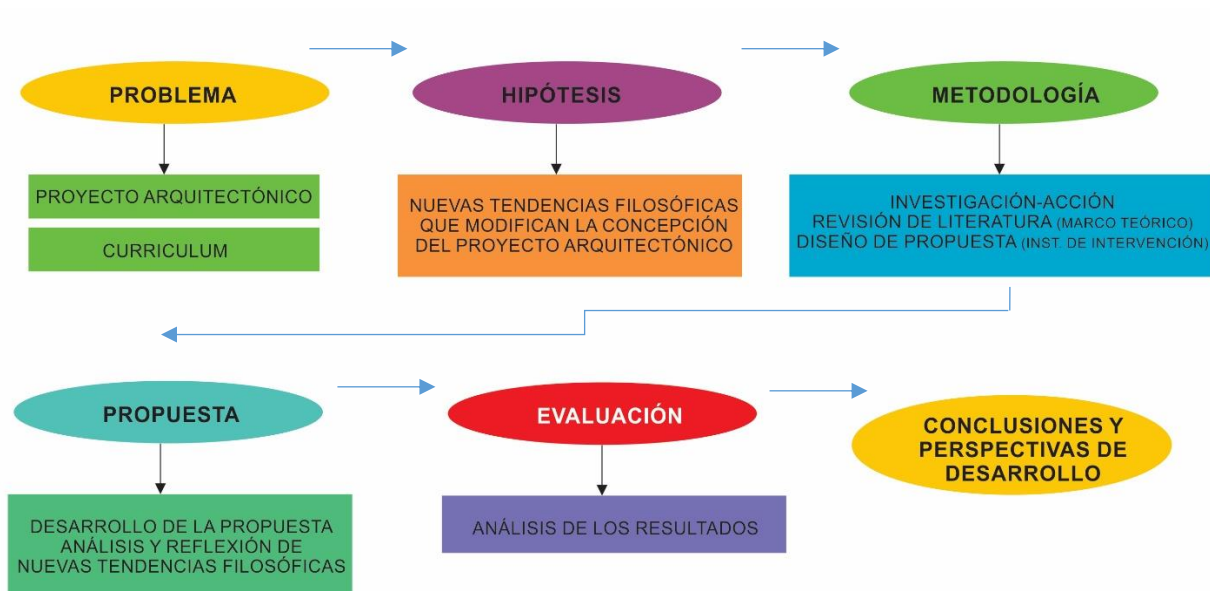 PROBLEMA
HIPÓTESIS
METODOLOGÍA
PROYECTO ARQUITECTÓNICO
CURRICULUM
NUEVAS TENDENCIAS FILOSÓFICAS
QUE MODIFICAN LA CONCEPCIÓN
DEL PROYECTO ARQUITECTÓNICO
INVESTIGACIÓN-ACCIÓN
REVISIÓN DE LITERATURA (MARCO TEÓRICO)
DISEÑO DE PROPUESTA (INST. DE INTERVENCIÓN)
PROPUESTA
EVALUACIÓN
CONCLUSIONES Y
PERSPECTIVAS DE
DESARROLLO
DESARROLLO DE LA PROPUESTA
ANÁLISIS Y REFLEXIÓN DE
NUEVAS TENDENCIAS FILOSÓFICAS
ANÁLISIS DE LOS RESULTADOS